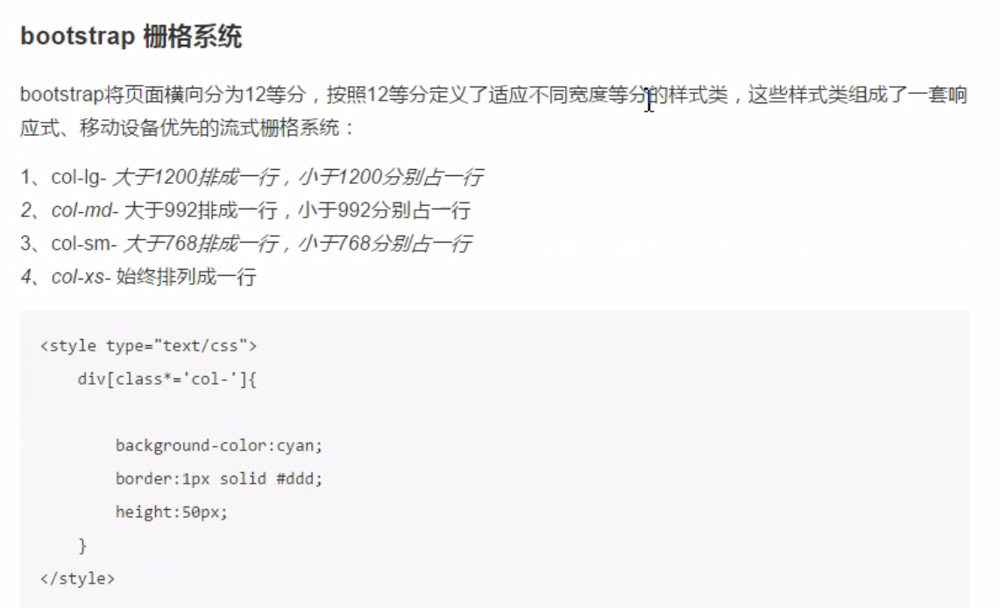 bootstrap 栅格系统
bootstrap将页面横向分为12等分，按照12等分定义了适应不同宽度等分的样式类，这些样式类组成了一套响
应式、移动设备优先的流式栅格系统：
1、col-lg- 大于1200排成一行，小于1200分别占一行
2、col-md- 大于992排成一行，小于992分别占一行
3、col-sm- 大于768排成一行，小于768分别占一行
4、col-xs- 始终排列成一行
<style type="text/css">
    div[class*='col-']{
        background-color:cyan;
        border:1px solid #ddd;
        height:50px;
    }
</style>